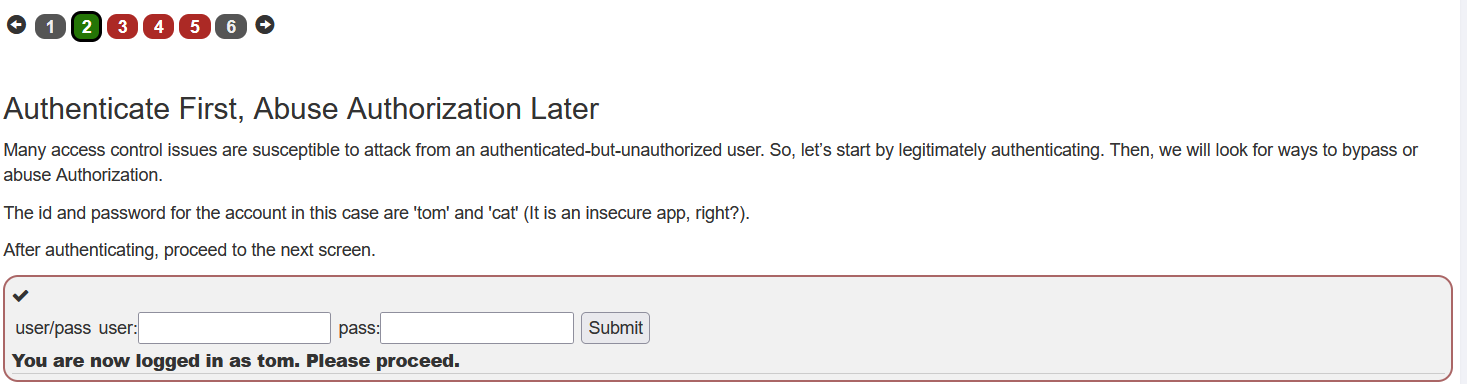 1 2 3 4 5 6
Authenticate First, Abuse Authorization Later
Many access control issues are susceptible to attack from an authenticated-but-unauthorized user. So, let’s start by legitimately authenticating. Then, we will look for ways to bypass or
abuse Authorization.
The id and password for the account in this case are 'tom' and 'cat' (It is an insecure app, right?).
After authenticating, proceed to the next screen.
user/pass user: pass: Submit
You are now logged in as tom. Please proceed.